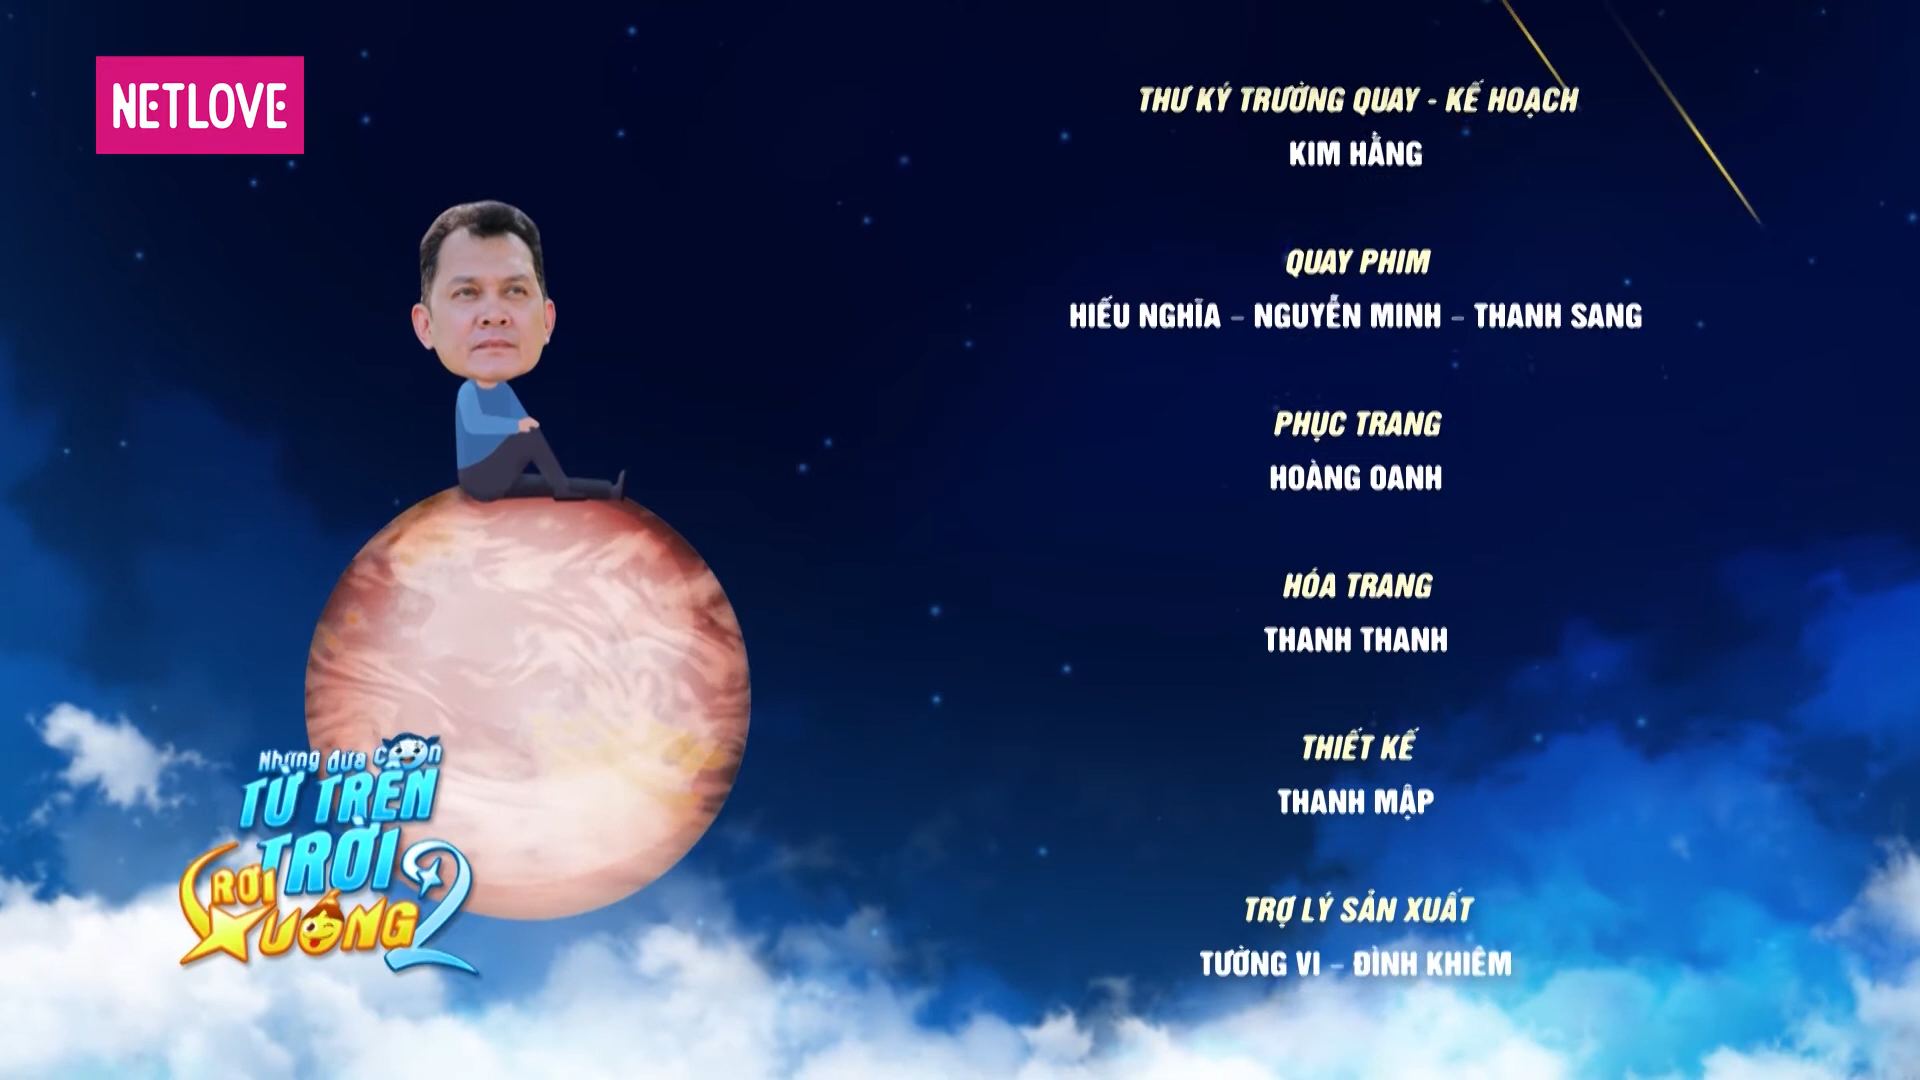 NETLOVE
THƯ KÝ TRƯỜNG QUAY - KẾ HOẠCH
KIM HẰNG
QUAY PHIM
HIẾU NGHĨA - NGUYỄN MINH - THANH SANG
PHỤC TRANG
HOÀNG OANH
HÓA TRANG
THANH THANH
THIẾT KẾ
THANH MẬP
TRỢ LÝ SẢN XUẤT
TƯỜNG VI - ĐÌNH KHIÊM
Những đứa con
TỪ TRÊN
TRỜI
RƠI
XUỐNG 2